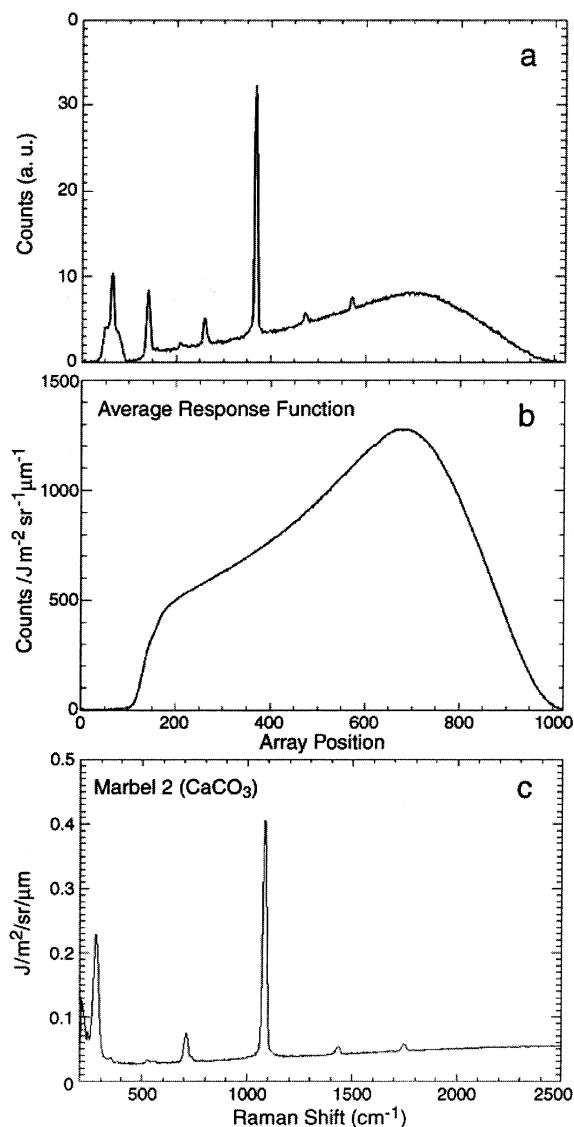 0
a
30
20
10
0
Counts (a. u.)
1500
Average Response Function
b
1000
500
0
Counts /J m-2 sr-1μm-1
0 200 400 600 800 1000
Array Position
0.5
Marbel 2 (CaCO3)
c
0.4
0.3
0.2
0.1
0
J/m2/sr/μm
500 1000 1500 2000 2500
Raman Shift (cm-1)